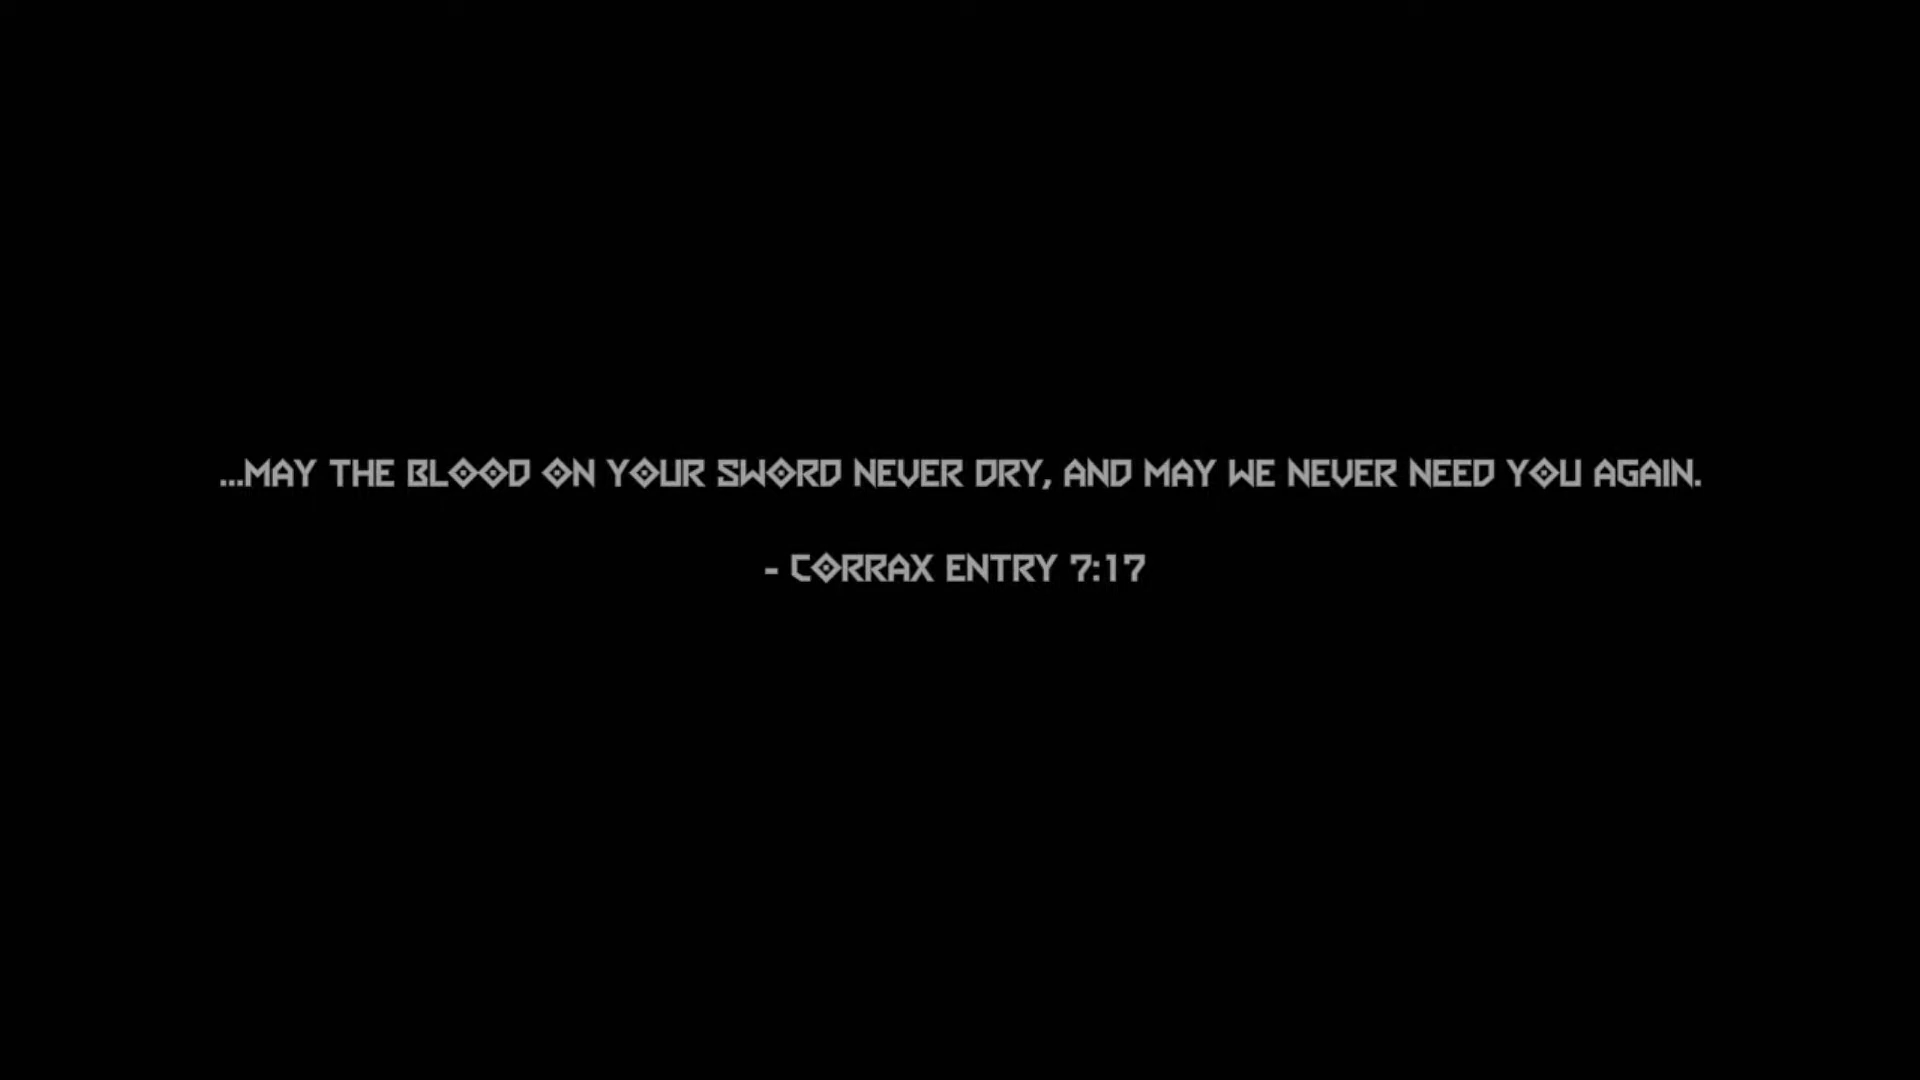 ...MAY THE BLOOD ON YOUR SWORD NEVER DRY, AND MAY WE NEVER NEED YOU AGAIN.
- CORRAX ENTRY 7:17